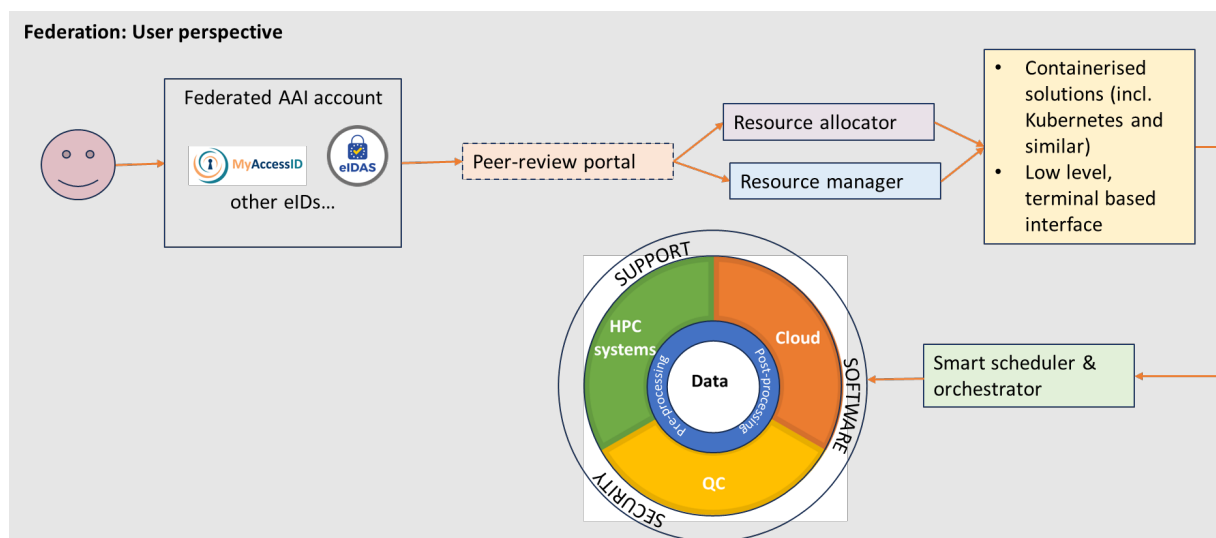 Federation: User perspective
Federated AAI account
MyAccessID
eIDAS
other eIDs...
Peer-review portal
Resource allocator
Resource manager
• Containerised
solutions (incl.
Kubernetes and
similar)
• Low level,
terminal based
interface
SUPPORT
HPC
systems
Cloud
Pre-processing
Data
Post-processing
SOFTWARE
QC
SECURITY
Smart scheduler &
orchestrator